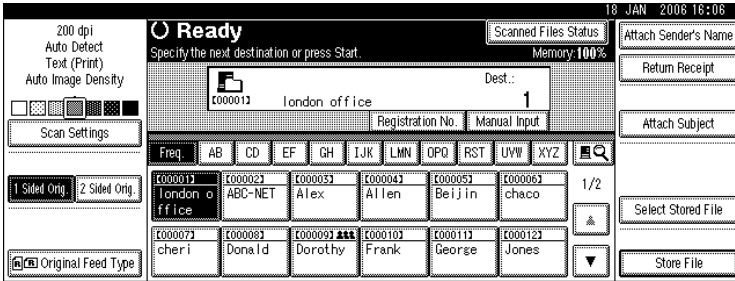 18 JAN 2006 16:06
200 dpi
Auto Detect
Text (Print)
Auto Image Density
Scan Settings
1 Sided Orig. 2 Sided Orig.
Original Feed Type
Ready
Scanned Files Status
Specify the next destination or press Start.
Memory:100%
Dest.:
[00001] london office 1
Registration No. Manual Input
Freq. AB CD EF GH IJK LMN OPQ RST UVW XYZ
[00001] [00002] [00003] [00004] [00005] [00006]
london o ABC-NET Alex Allen Beijin chaco
ffice
1/2
[00007] [00008] [00009] [00010] [00011] [00012]
cheri Donald Dorothy Frank George Jones
Attach Sender's Name
Return Receipt
Attach Subject
Select Stored File
Store File